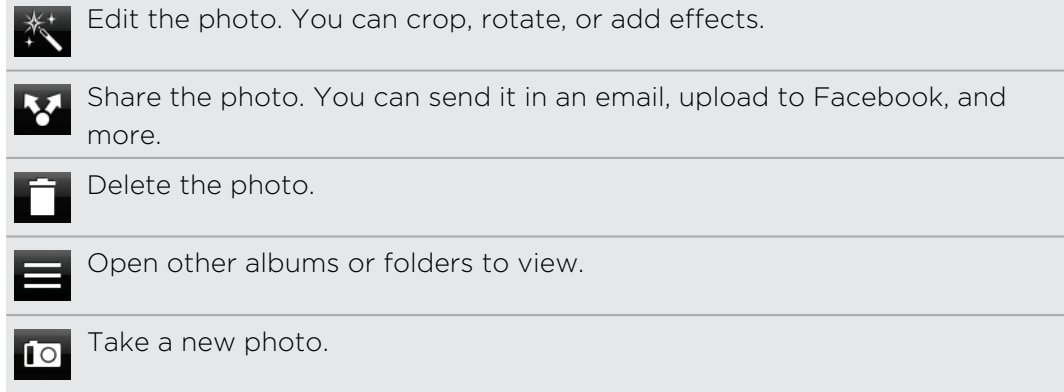 Edit the photo. You can crop, rotate, or add effects.
Share the photo. You can send it in an email, upload to Facebook, and
more.
Delete the photo.
Open other albums or folders to view.
Take a new photo.